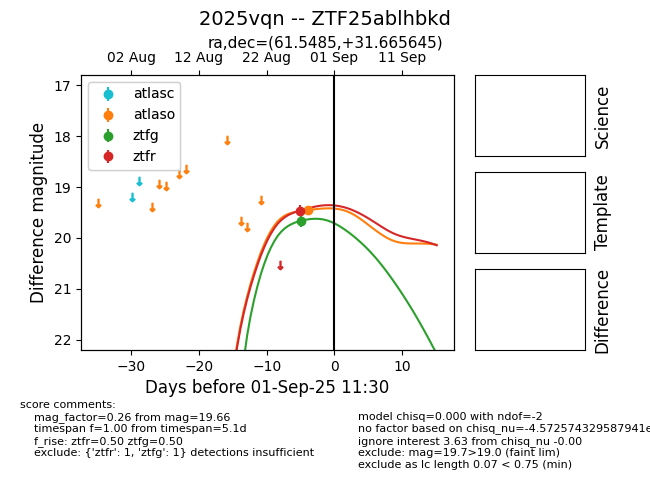 2025vqn -- ZTF25ablhbkd
ra,dec=(61.5485,+31.665645)
02 Aug 12 Aug 22 Aug 01 Sep 11 Sep
17
18
19
20
21
22
Difference magnitude
atlasc
atlaso
ztfg
ztfr
−30 −20 −10 0 10
Days before 01-Sep-25 11:30
Science
Template
Difference
score comments:
mag_factor=0.26 from mag=19.66
timespan f=1.00 from timespan=5.1d
f_rise: ztfr=0.50 ztfg=0.50
exclude: {'ztfr': 1, 'ztfg': 1} detections insufficient
model chisq=0.000 with ndof=-2
no factor based on chisq_nu=-4.572574329587941e
ignore interest 3.63 from chisq_nu -0.00
exclude: mag=19.7>19.0 (faint lim)
exclude as lc length 0.07 < 0.75 (min)